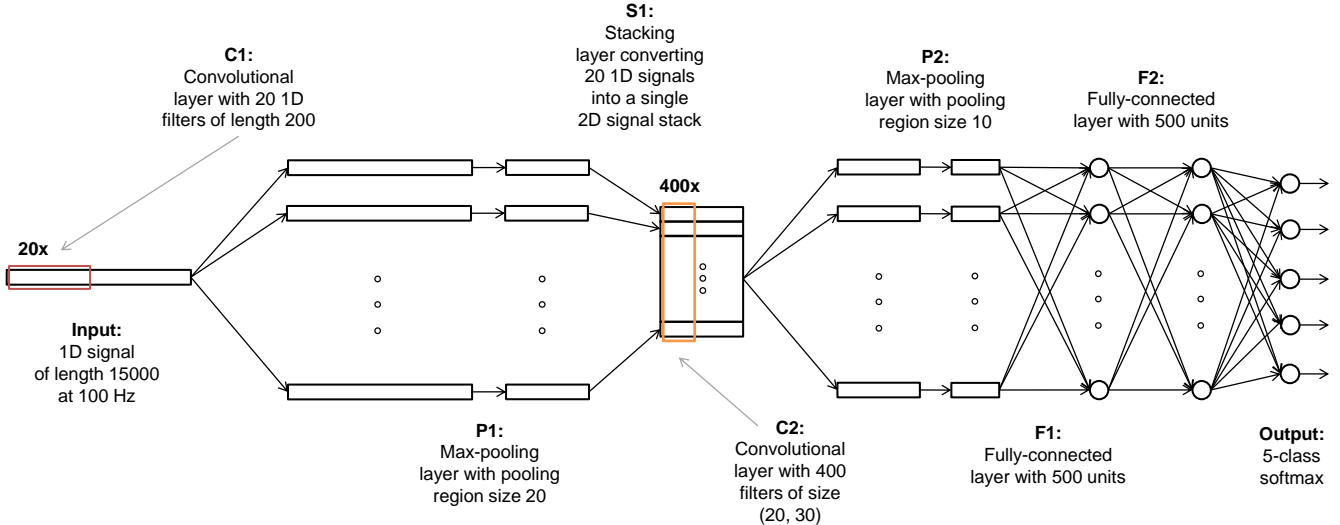 C1:
Convolutional
layer with 20 1D
filters of length 200
S1:
Stacking
layer converting
20 1D signals
into a single
2D signal stack
P2:
Max-pooling
layer with pooling
region size 10
F2:
Fully-connected
layer with 500 units
20x
400x
Input:
1D signal
of length 15000
at 100 Hz
P1:
Max-pooling
layer with pooling
region size 20
C2:
Convolutional
layer with 400
filters of size
(20, 30)
F1:
Fully-connected
layer with 500 units
Output:
5-class
softmax